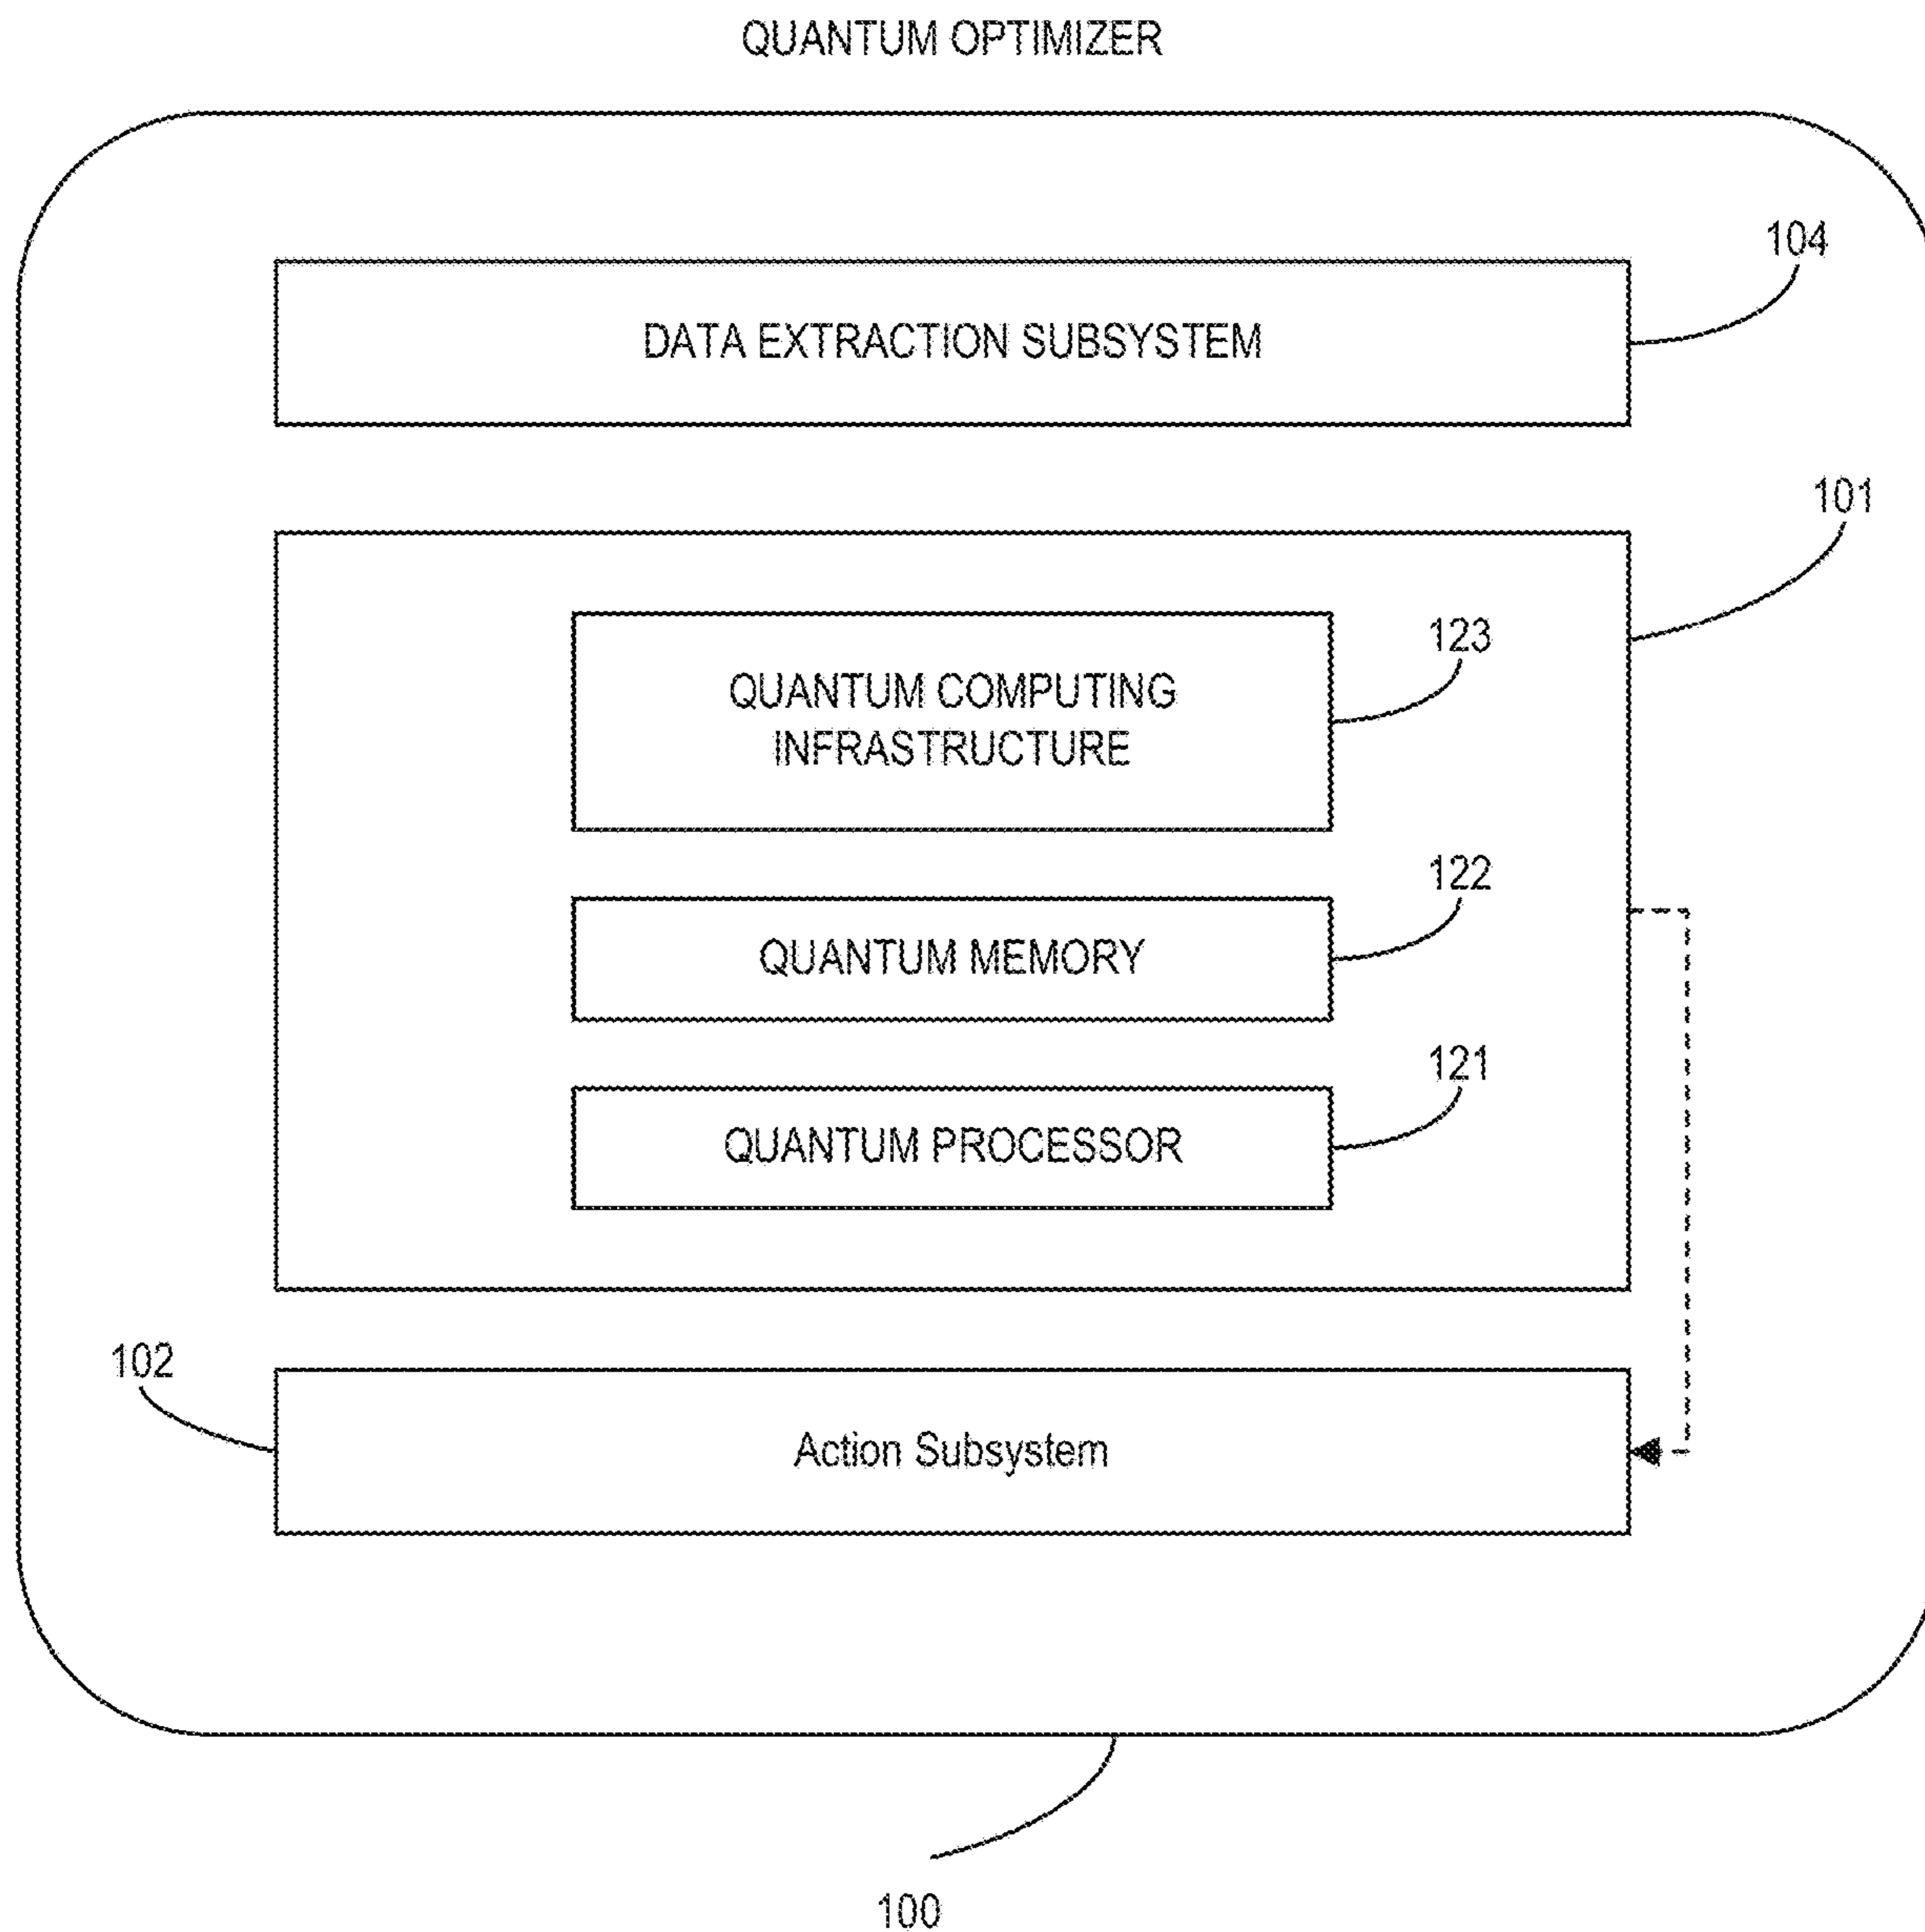 QUANTUM OPTIMIZER
104
DATA EXTRACTION SUBSYSTEM
101
123
QUANTUM COMPUTING
INFRASTRUCTURE
122
QUANTUM MEMORY
121
QUANTUM PROCESSOR
102
Action Subsystem
100